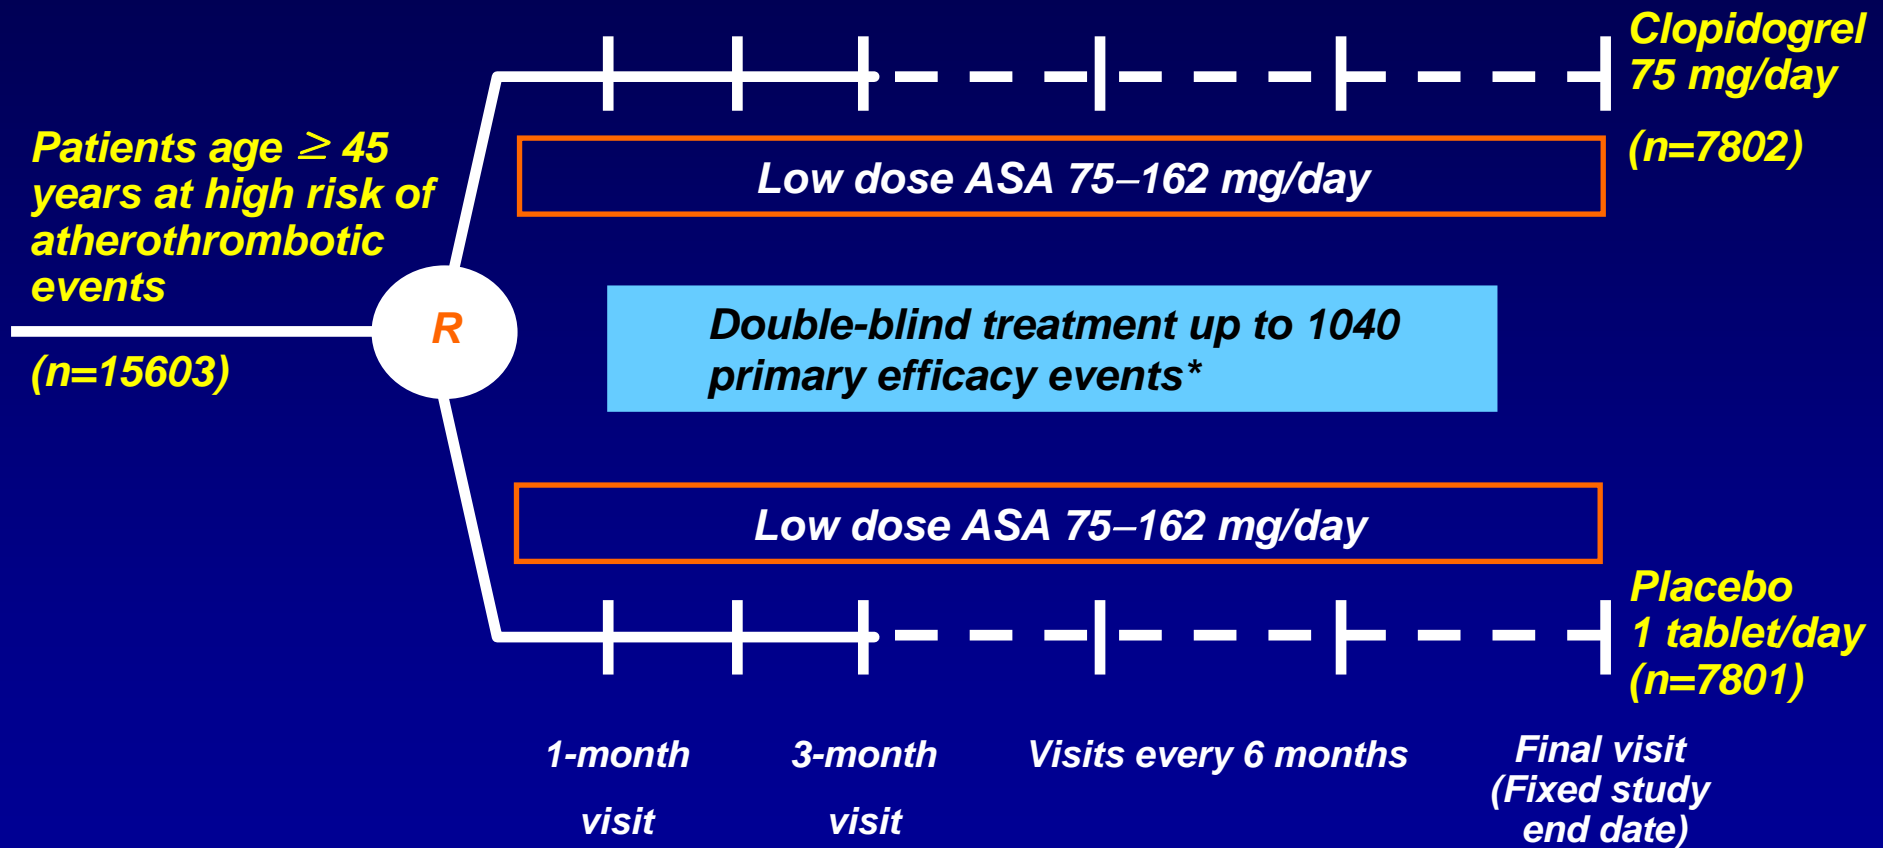 Patients age ≥ 45
years at high risk of
atherothrombotic
events
(n=15603)
R
Clopidogrel
75 mg/day
(n=7802)
Low dose ASA 75–162 mg/day
Double-blind treatment up to 1040
primary efficacy events*
Low dose ASA 75–162 mg/day
Placebo
1 tablet/day
(n=7801)
1-month
visit
3-month
visit
Visits every 6 months
Final visit
(Fixed study
end date)